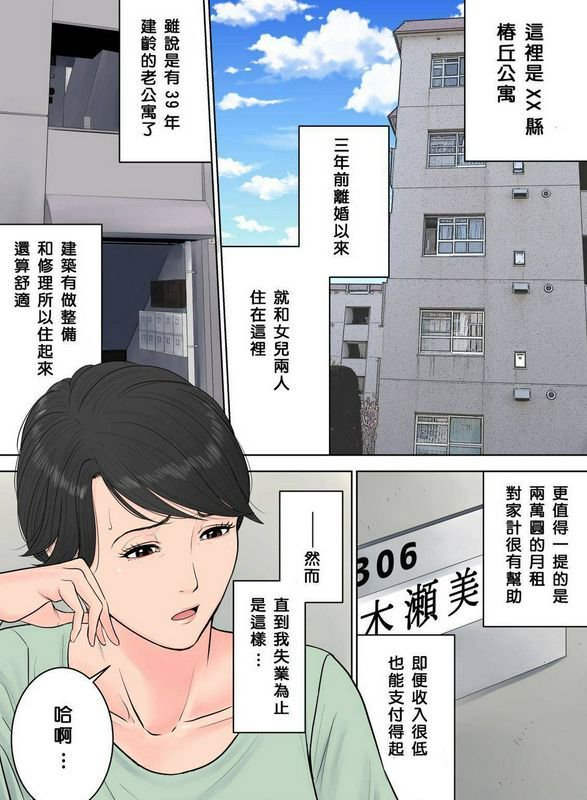 這裡是XX縣
椿丘公寓
三年前離婚以來
就和女兒兩人
住在這裡
雖說是有39年
建齡的老公寓了
建築有做整備
和修理所以住起來
還算舒適
更值得一提的是
兩萬圓的月租
對家計很有幫助
306
木瀬美
即便收入很低
也能支付得起
——然而
直到我失業為止
是這樣…
哈啊…